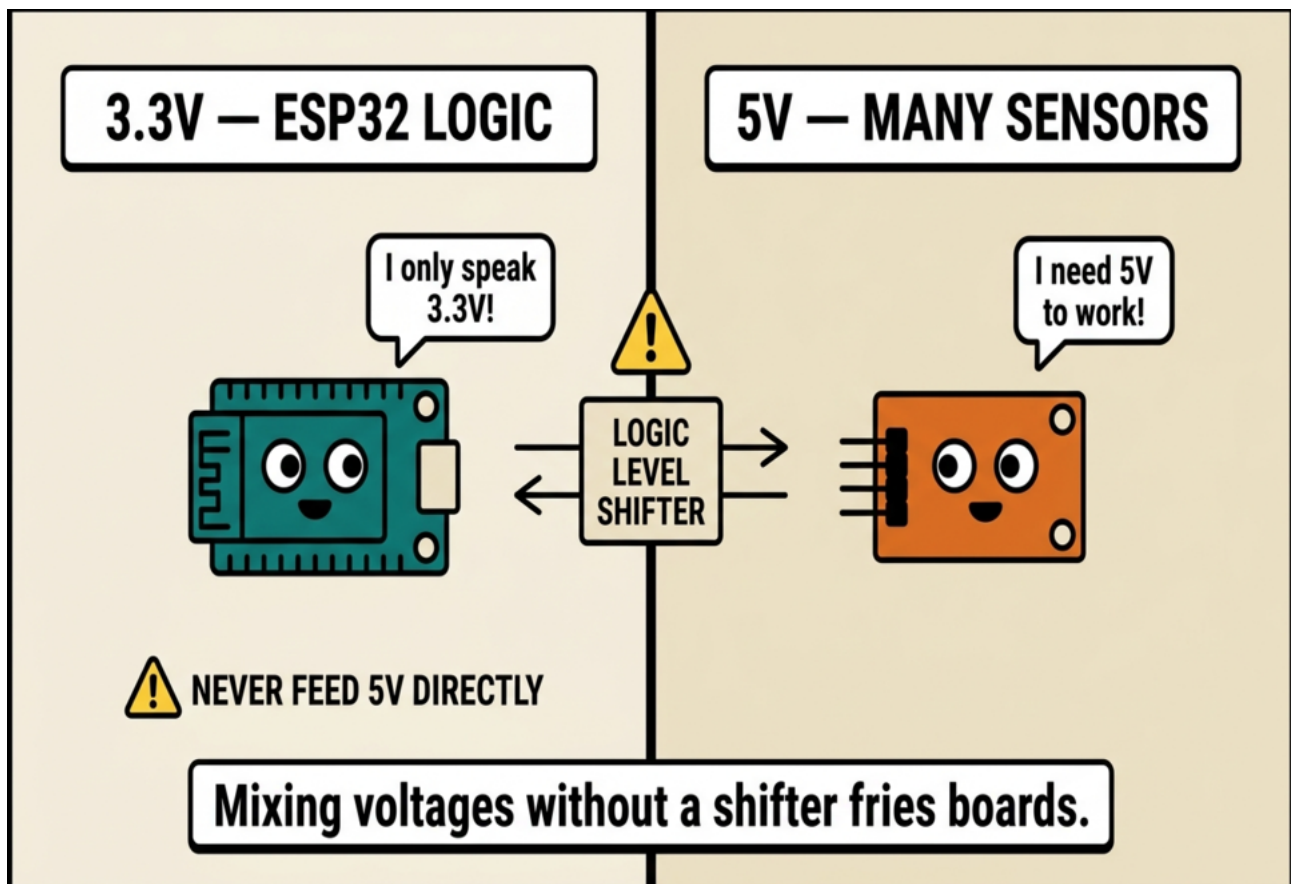 3.3V — ESP32 LOGIC
5V — MANY SENSORS
I only speak
3.3V!
I need 5V
to work!
!
LOGIC
LEVEL
SHIFTER
! NEVER FEED 5V DIRECTLY
Mixing voltages without a shifter fries boards.